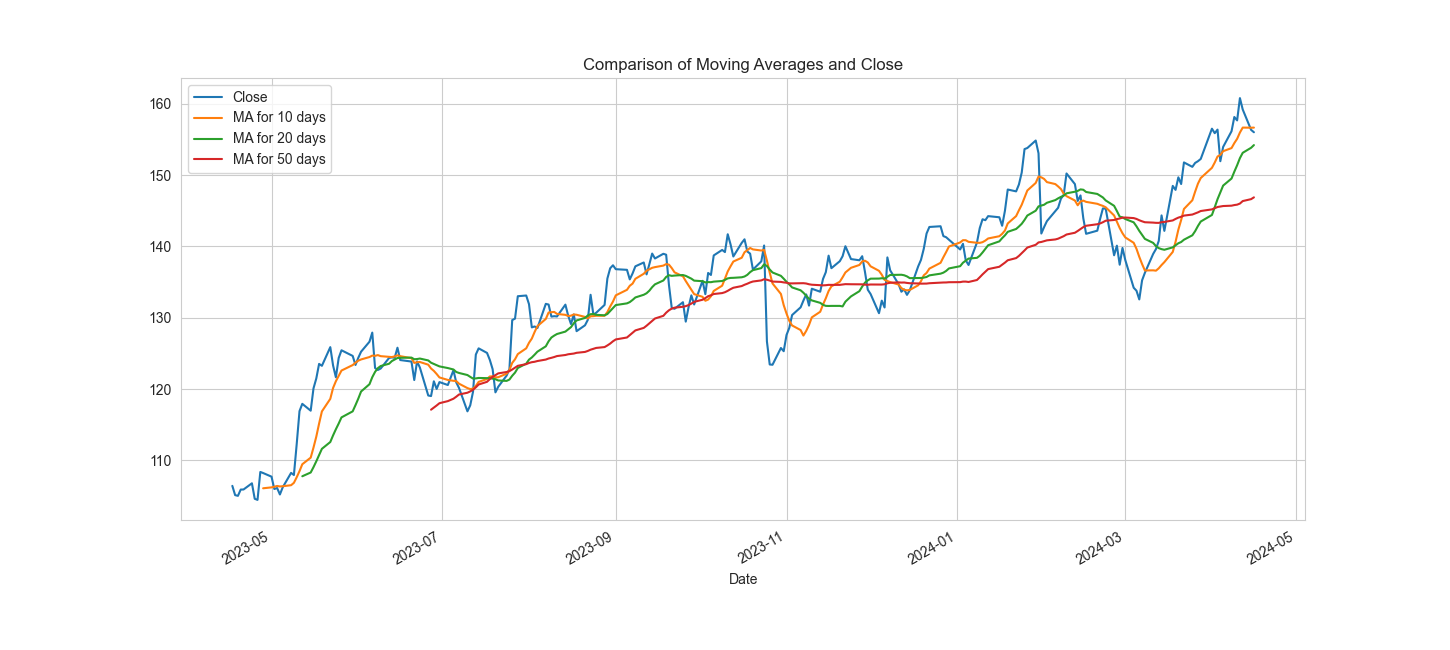 Comparison of Moving Averages and Close
Close
MA for 10 days
MA for 20 days
MA for 50 days
160
150
140
130
120
110
2023-05
2023-07
2023-09
2023-11
2024-01
2024-03
2024-05
Date